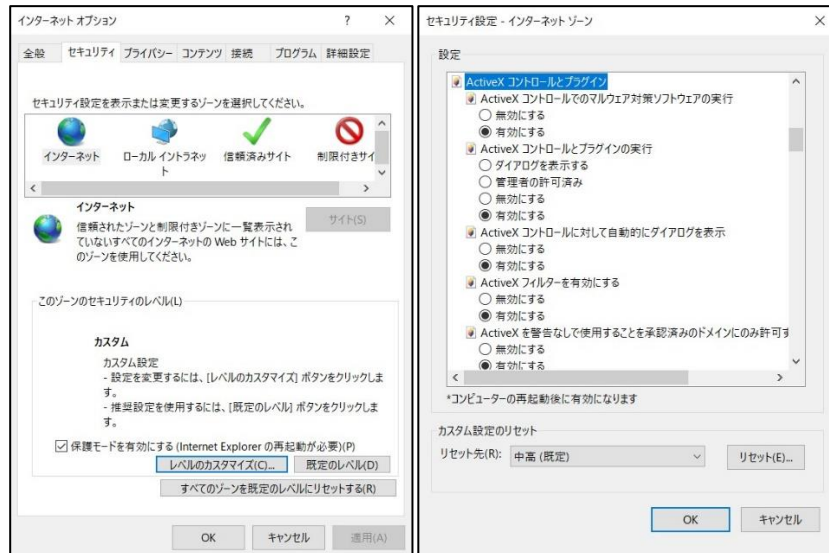 インターネット オプション
? ×
全般 セキュリティ プライバシー コンテンツ 接続 プログラム 詳細設定
セキュリティ設定を表示または変更するゾーンを選択してください。
インターネット
ローカル イントラネッ
ト
信頼済みサイト
制限付きサイ
インターネット
信頼されたゾーンと制限付きゾーンに一覧表示され
ていないすべてのインターネットの Web サイトには、こ
のゾーンを使用してください。
サイト(S)
このゾーンのセキュリティのレベル(L)
カスタム
カスタム設定
- 設定を変更するには、[レベルのカスタマイズ] ボタンをクリックしま
す。
- 推奨設定を使用するには、[既定のレベル] ボタンをクリックしま
す。
保護モードを有効にする (Internet Explorer の再起動が必要)(P)
レベルのカスタマイズ(C)... 既定のレベル(D)
すべてのゾーンを既定のレベルにリセットする(R)
OK キャンセル 適用(A)
セキュリティ設定 - インターネット ゾーン
×
設定
ActiveX コントロールとプラグイン
ActiveX コントロールでのマルウェア対策ソフトウェアの実行
無効にする
有効にする
ActiveX コントロールとプラグインの実行
ダイアログを表示する
管理者の許可済み
無効にする
有効にする
ActiveX コントロールに対して自動的にダイアログを表示
無効にする
有効にする
ActiveX フィルターを有効にする
無効にする
有効にする
ActiveX を警告なしで使用することを承認済みのドメインにのみ許可す
無効にする
有効にする
*コンピューターの再起動後に有効になります
カスタム設定のリセット
リセット先(R): 中高 (既定) リセット(E)...
OK キャンセル